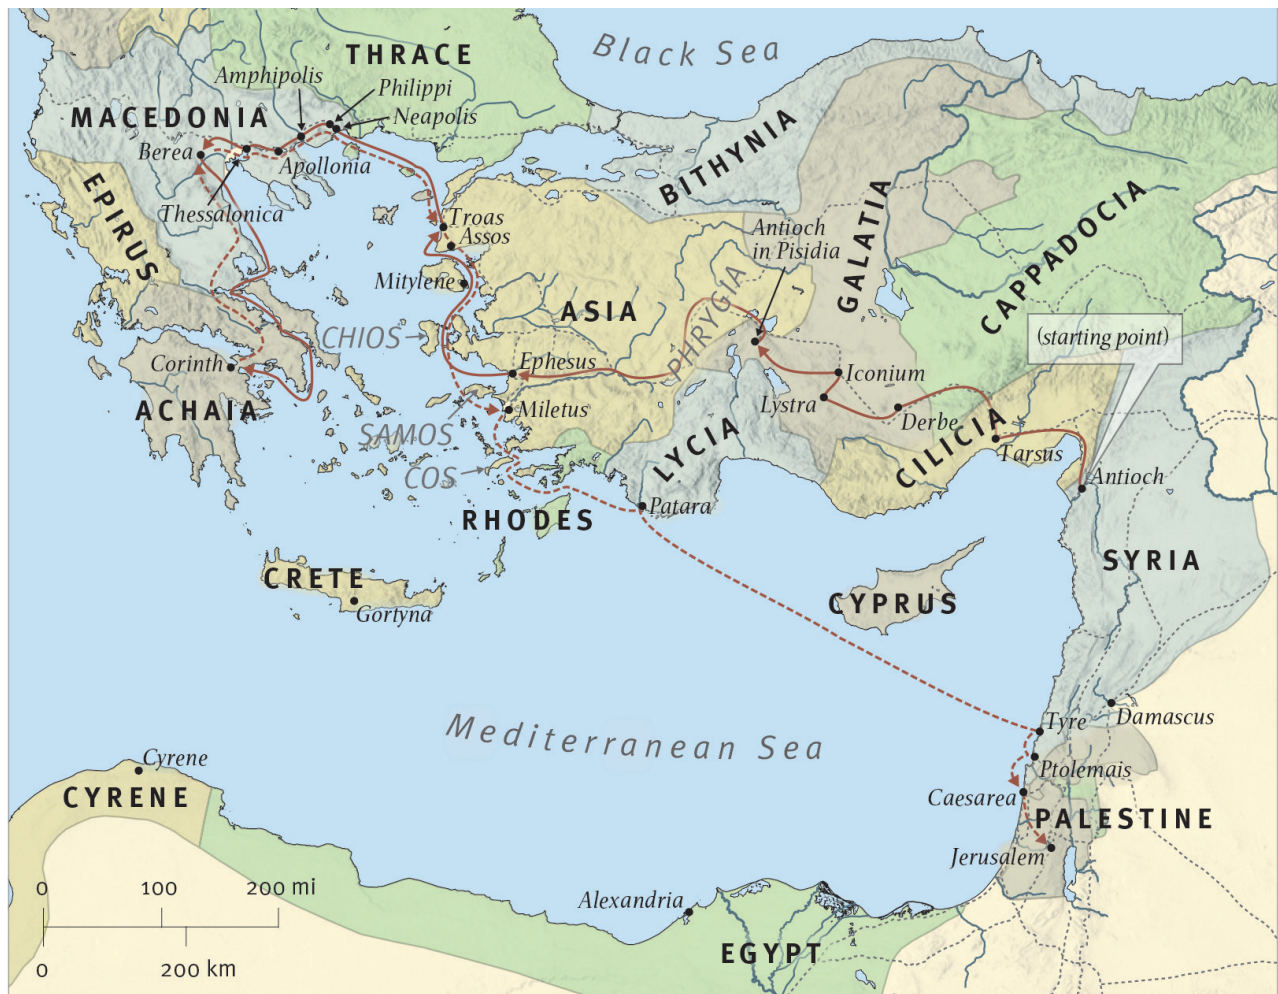 Black Sea
THRACE
Amphipolis
Philippi
MACEDONIA
Neapolis
Berea
Apollonia
BITHYNIA
EPIRUS
Thessalonica
GALATIA
CAPPADOCIA
Troas
Assos
Antioch
in Pisidia
Mitylene
ASIA
PHRYGIA
CHIOS
(starting point)
Corinth
Ephesus
Iconium
ACHAIA
Miletus
Lystra
Derbe
SAMOS
LYCIA
CILICIA
Tarsus
COS
Antioch
RHODES
Patara
SYRIA
CRETE
Gortyna
CYPRUS
Mediterranean Sea
Tyre
Damascus
Cyrene
Ptolemais
CYRENE
Caesarea
PALESTINE
Jerusalem
0 100 200 mi
Alexandria
EGYPT
0 200 km